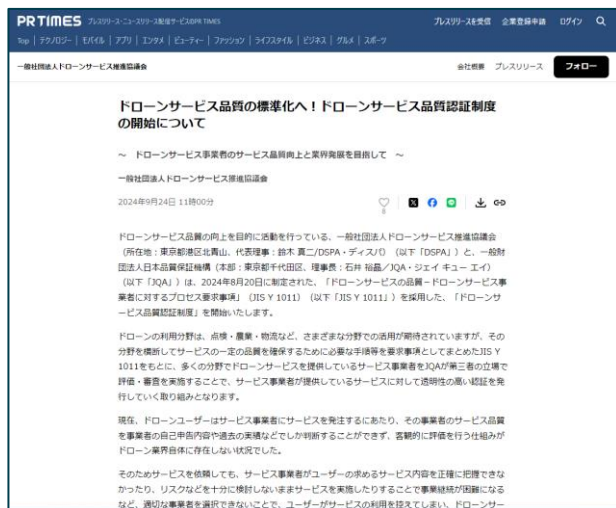 PR TIMES プレスリリース・ニュースリリース配信サービスのPR TIMES プレスリリースを受信 企業登録申請 ログイン
Top | テクノロジー | モバイル | アプリ | エンタメ | ビューティー | ファッション | ライフスタイル | ビジネス | グルメ | スポーツ
一般社団法人ドローンサービス推進協議会 会社概要 プレスリリース フォロー
ドローンサービス品質の標準化へ！ドローンサービス品質認証制度
の開始について
～ ドローンサービス事業者のサービス品質向上と業界発展を目指して ～
一般社団法人ドローンサービス推進協議会
2024年9月24日 11時00分
ドローンサービス品質の向上を目的に活動を行っている、一般社団法人ドローンサービス推進協議会
（所在地：東京都港区北青山、代表理事：鈴木 真二/DSPA・ディスパ）（以下「DSPA」）と、一般財
団法人日本品質保証機構（本部：東京都千代田区、理事長：石井 裕晶／JQA・ジェイ キュー エイ）
（以下「JQA」）は、2024年8月20日に制定された、「ドローンサービスの品質－ドローンサービス事
業者に対するプロセス要求事項」（JIS Y 1011）（以下「JIS Y 1011」）を採用した、「ドローンサ
ービス品質認証制度」を開始いたします。
ドローンの利用分野は、点検・農業・物流など、さまざまな分野での活用が期待されていますが、その
分野を横断してサービスの一定の品質を確保するために必要な手順等を要求事項としてまとめたJIS Y
1011をもとに、多くの分野でドローンサービスを提供しているサービス事業者をJQAが第三者の立場で
評価・審査を実施することで、サービス事業者が提供しているサービスに対して透明性の高い認証を発
行していく取り組みとなります。
現在、ドローンユーザーはサービス事業者にサービスを発注するにあたり、その事業者のサービス品質
を事業者の自己申告内容や過去の実績などでしか判断することができず、客観的に評価を行う仕組みが
ドローン業界自体に存在しない状況でした。
そのためサービスを依頼しても、サービス事業者がユーザーの求めるサービス内容を正確に把握できな
かったり、リスクなどを十分に検討しないままサービスを実施したりすることで事業継続が困難になる
など、適切な事業者を選択できないことで、ユーザーがサービスの利用を控えてしまい、ドローンサー